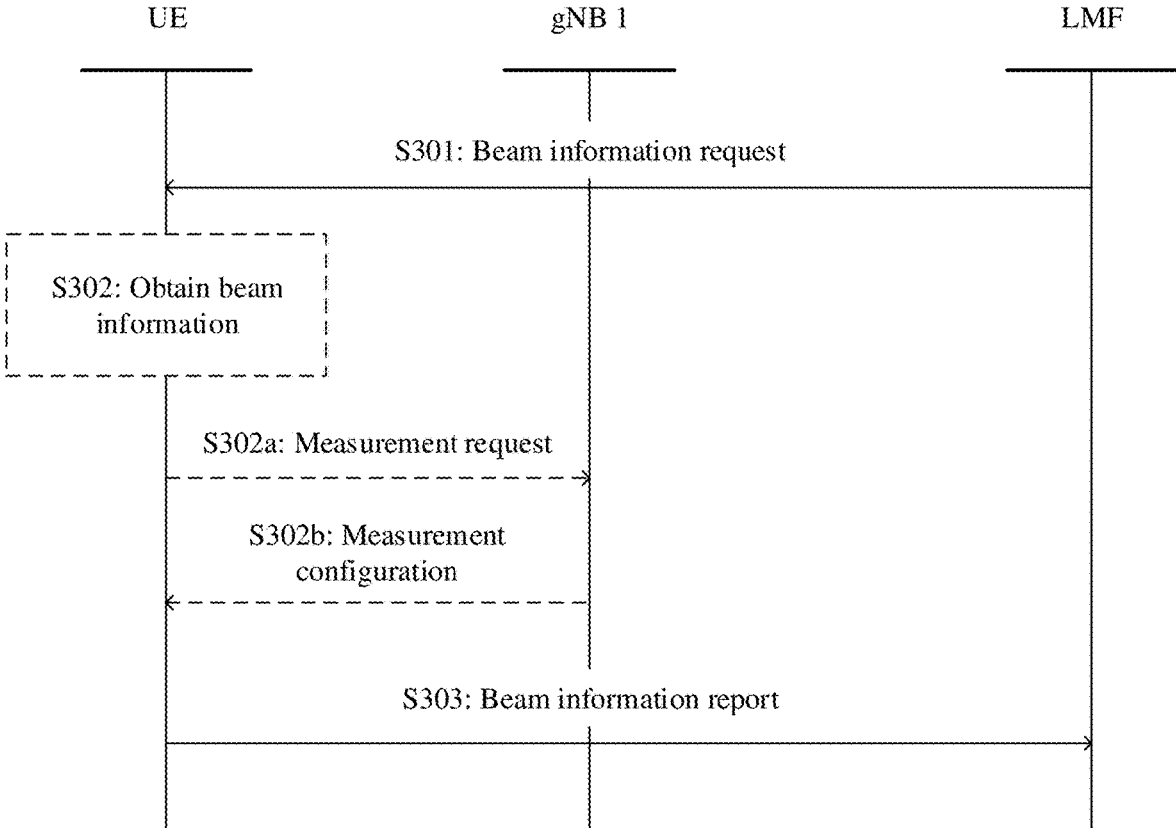 UE
gNB 1
LMF
S301: Beam information request
S302: Obtain beam
information
S302a: Measurement request
S302b: Measurement
configuration
S303: Beam information report